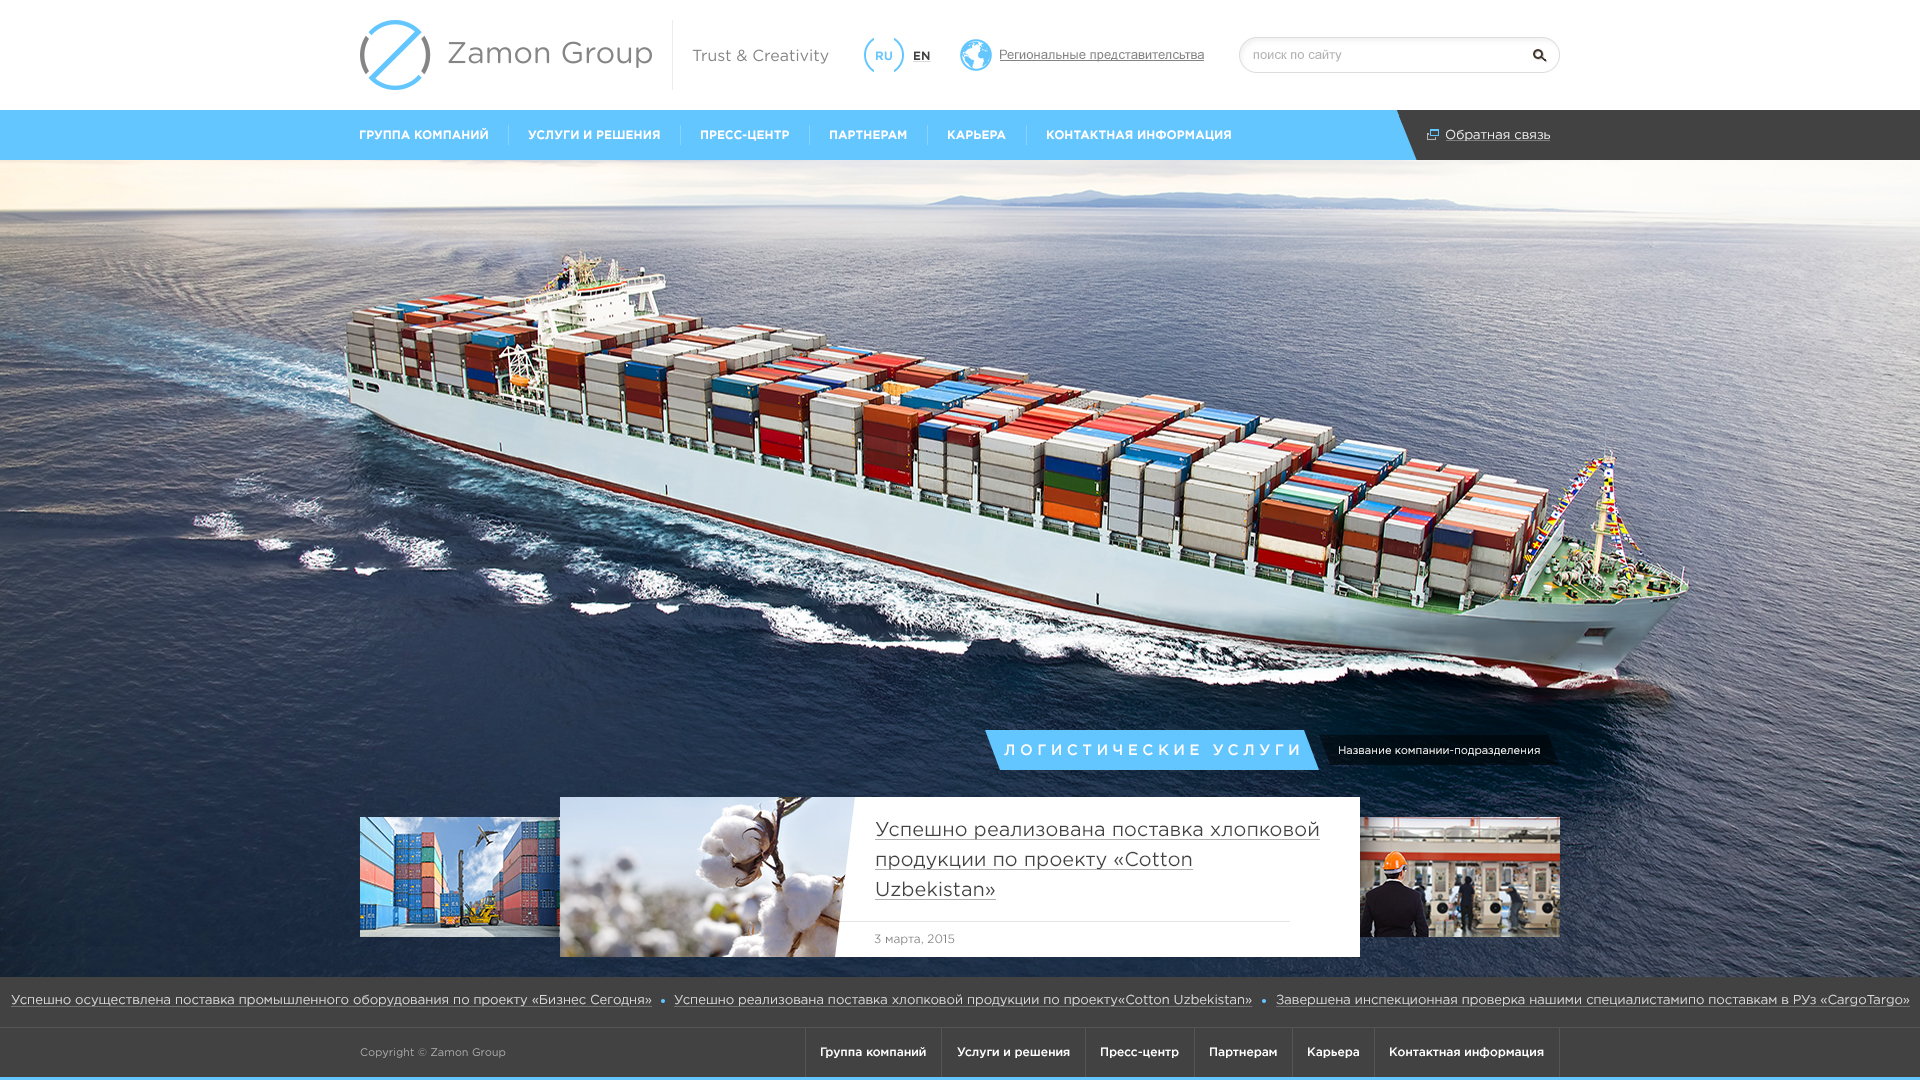 Zamon Group
Trust & Creativity
RU EN
Региональные представителсьтва
поиск по сайту
ГРУППА КОМПАНИЙ
УСЛУГИ И РЕШЕНИЯ
ПРЕСС-ЦЕНТР
ПАРТНЕРАМ
КАРЬЕРА
КОНТАКТНАЯ ИНФОРМАЦИЯ
Обратная связь
ЛОГИСТИЧЕСКИЕ УСЛУГИ
Название компании-подразделения
Успешно реализована поставка хлопковой
продукции по проекту «Cotton
Uzbekistan»
3 марта, 2015
Успешно осуществлена поставка промышленного оборудования по проекту «Бизнес Сегодня» • Успешно реализована поставка хлопковой продукции по проекту«Cotton Uzbekistan» • Завершена инспекционная проверка нашими специалистамипо поставкам в РУз «CargoTargo»
Copyright © Zamon Group
Группа компаний
Услуги и решения
Пресс-центр
Партнерам
Карьера
Контактная информация